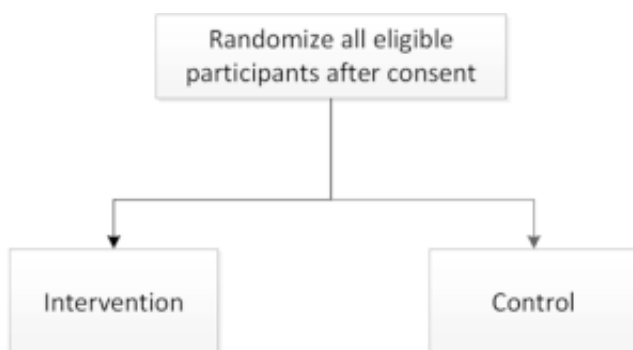 Randomize all eligible
participants after consent
Intervention
Control